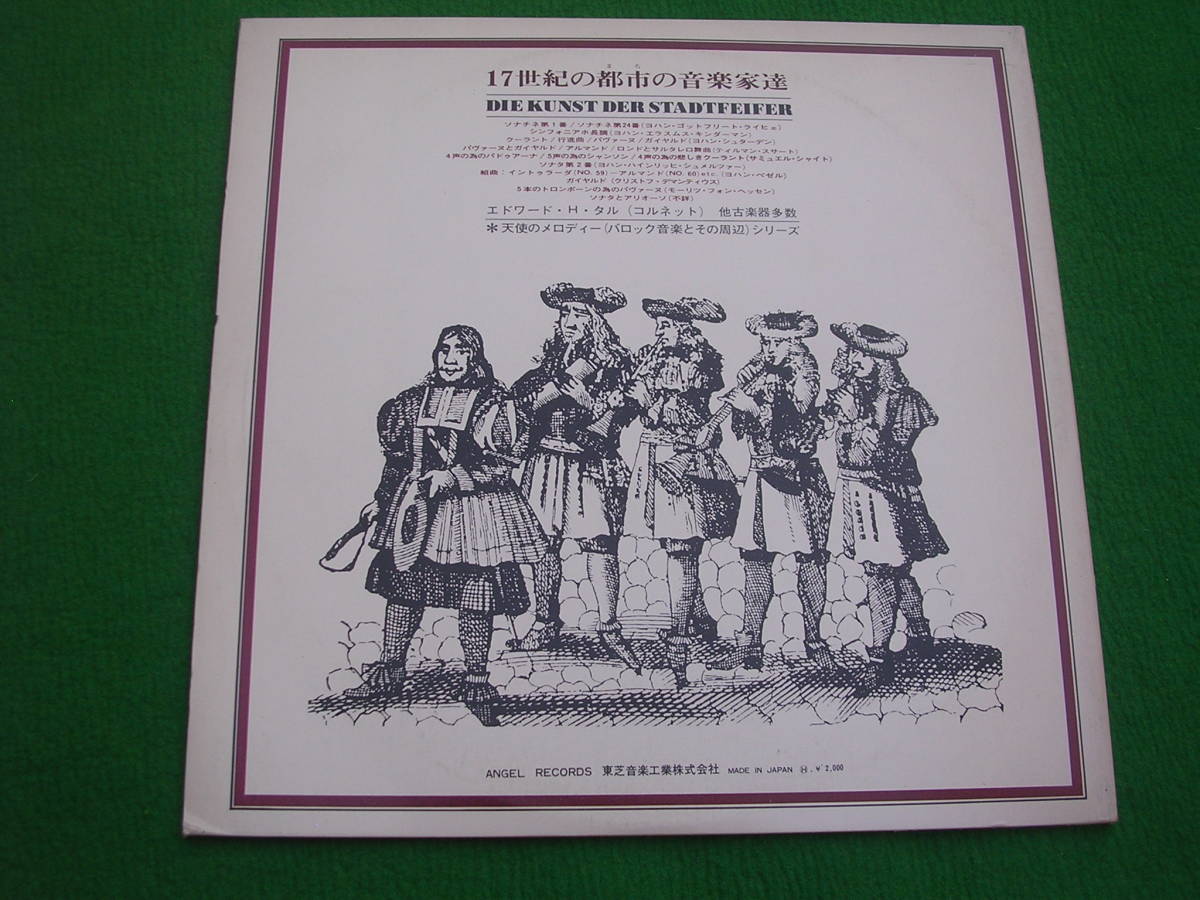 まち
17世紀の都市の音楽家達
DIE KUNST DER STADTFEIFER
ソナチネ第1番/ソナチネ第24番(ヨハン・ゴットフリート・ライヒェ)
シンフォニアホ長調(ヨハン・エラスムス・キンダーマン)
クーラント/行進曲/パヴァーヌ/ガイヤルド(ヨハン・シュターデン)
パヴァーヌとガイヤルド/アルマンド/ロンドとサルタレロ舞曲(ティルマン・スサート)
4声の為のパドゥアーナ/5声の為のシャンソン/4声の為の悲しきクーラント(サミュエル・シャイト)
ソナタ第2番(ヨハン・ハインリッヒ・シュメルツァー)
組曲:イントゥラーダ(NO. 59)―アルマンド(NO. 60)etc.(ヨハン・ペゼル)
ガイヤルド(クリストフ・デマンティウス)
5本のトロンボーンの為のパヴァーヌ(モーリツ・フォン・ヘッセン)
ソナタとアリオーソ(不詳)
エドワード・H・タル(コルネット) 他古楽器多数
*天使のメロディー(バロック音楽とその周辺)シリーズ
ANGEL RECORDS 東芝音楽工業株式会社 MADE IN JAPAN Ⓗ. ¥2,000